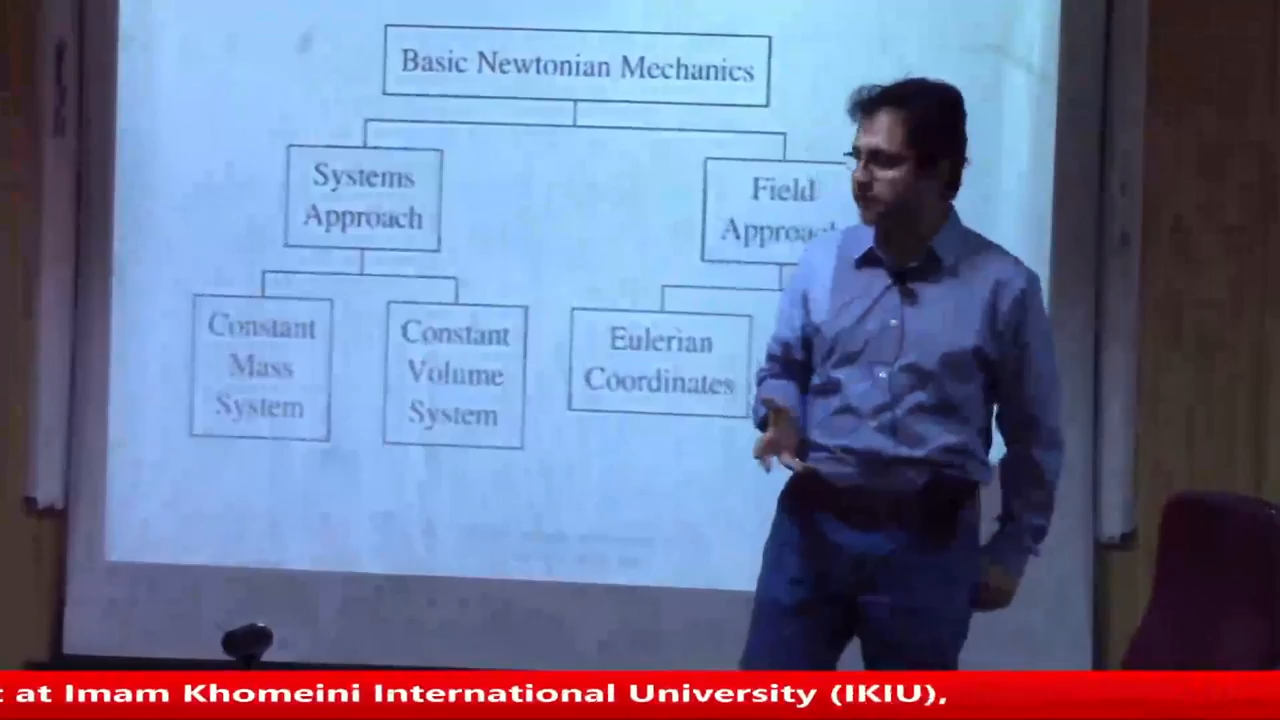 Basic Newtonian Mechanics
Systems
Approach
Field
Constant
Mass
System
Constant
Volume
System
Eulerian
Coordinates
at Imam Khomeini International University (IKIU),